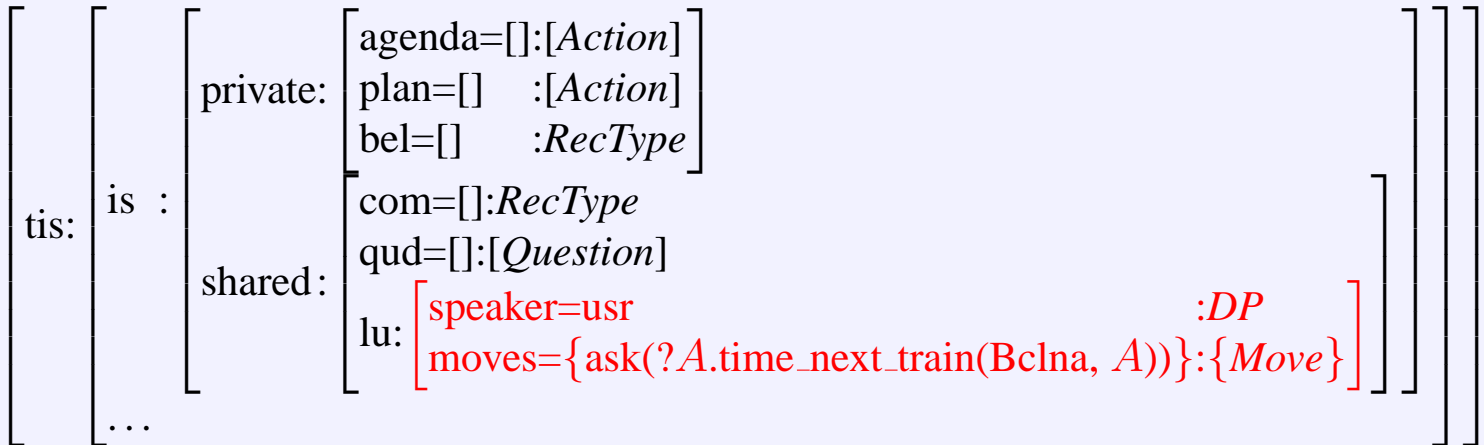 agenda=[]:[Action]
private: plan=[] :[Action]
bel=[] :RecType
is :
com=[]:RecType
tis:
qud=[]:[Question]
shared:
speaker=usr :DP
lu:
moves={ask(?A.time_next_train(Bclna, A))}:{Move}
...